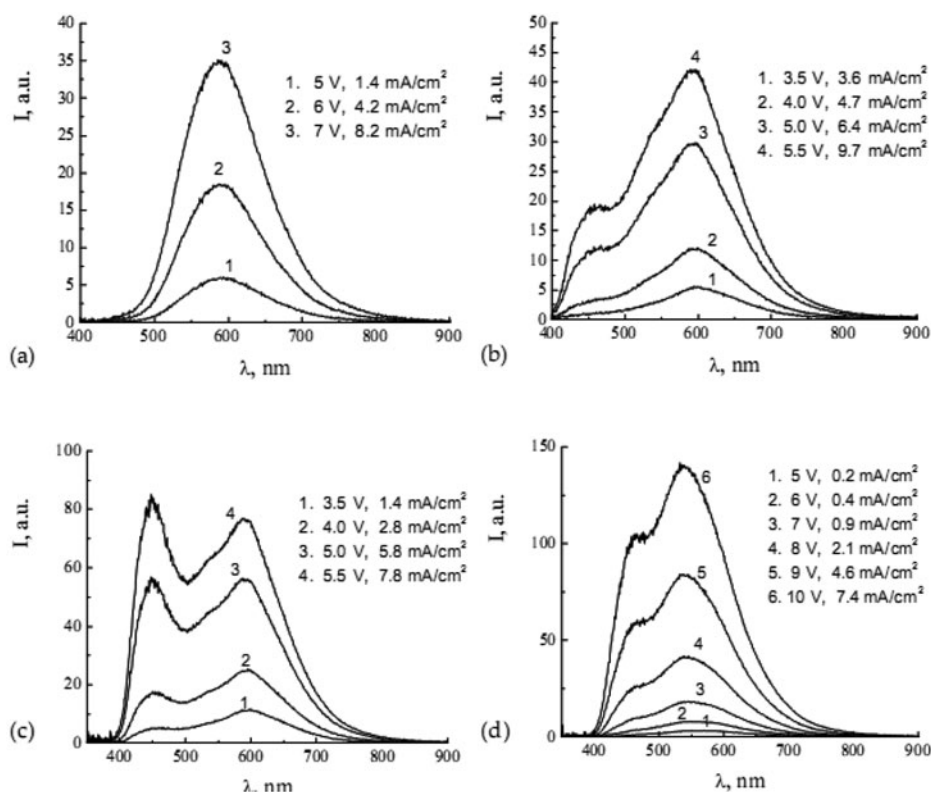 40
35
30
25
20
15
10
5
0
I, a.u.
3
2
1
1. 5 V, 1.4 mA/cm²
2. 6 V, 4.2 mA/cm²
3. 7 V, 8.2 mA/cm²
400 500 600 700 800 900
(a)
λ, nm
50
45
40
35
30
25
20
15
10
5
0
I, a.u.
4
3
2
1
1. 3.5 V, 3.6 mA/cm²
2. 4.0 V, 4.7 mA/cm²
3. 5.0 V, 6.4 mA/cm²
4. 5.5 V, 9.7 mA/cm²
400 500 600 700 800 900
(b)
λ, nm
100
80
60
40
20
0
I, a.u.
4
3
2
1
1. 3.5 V, 1.4 mA/cm²
2. 4.0 V, 2.8 mA/cm²
3. 5.0 V, 5.8 mA/cm²
4. 5.5 V, 7.8 mA/cm²
400 500 600 700 800 900
(c)
λ, nm
150
100
50
0
I, a.u.
6
5
4
3
2
1
1. 5 V, 0.2 mA/cm²
2. 6 V, 0.4 mA/cm²
3. 7 V, 0.9 mA/cm²
4. 8 V, 2.1 mA/cm²
5. 9 V, 4.6 mA/cm²
6. 10 V, 7.4 mA/cm²
400 500 600 700 800 900
(d)
λ, nm